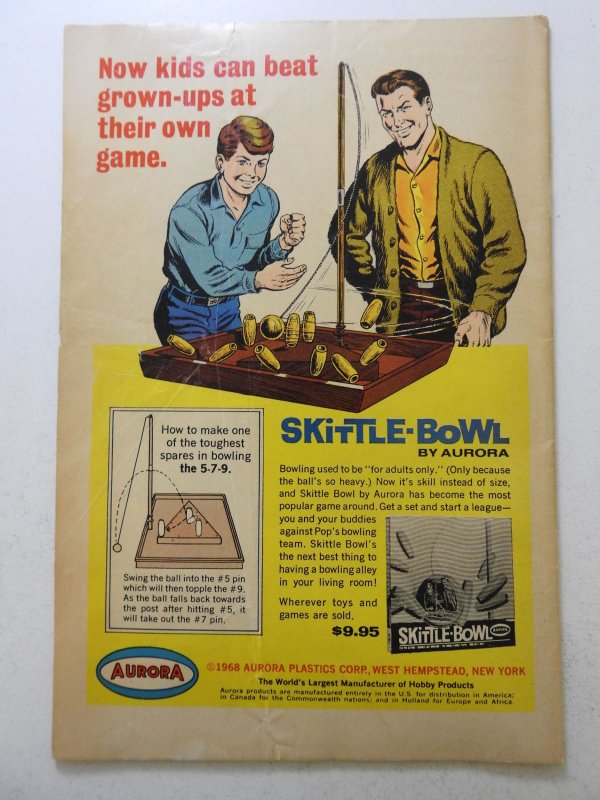 Now kids can beat
grown-ups at
their own
game.
How to make one
of the toughest
spares in bowling
the 5-7-9.
Swing the ball into the #5 pin
which will then topple the #9.
As the ball falls back towards
the post after hitting #5, it
will take out the #7 pin.
SKiTTLE-BoWL
BY AURORA
Bowling used to be "for adults only." (Only because
the ball's so heavy.) Now it's skill instead of size,
and Skittle Bowl by Aurora has become the most
popular game around. Get a set and start a league—
you and your buddies
against Pop's bowling
team. Skittle Bowl's
the next best thing to
having a bowling alley
in your living room!
Wherever toys and
games are sold.
$9.95
SKiTTLE-BoWL
AURORA
AURORA
©1968 AURORA PLASTICS CORP., WEST HEMPSTEAD, NEW YORK
The World's Largest Manufacturer of Hobby Products
Aurora products are manufactured entirely in the U.S. for distribution in America;
in Canada for the Commonwealth nations; and in Holland for Europe and Africa.